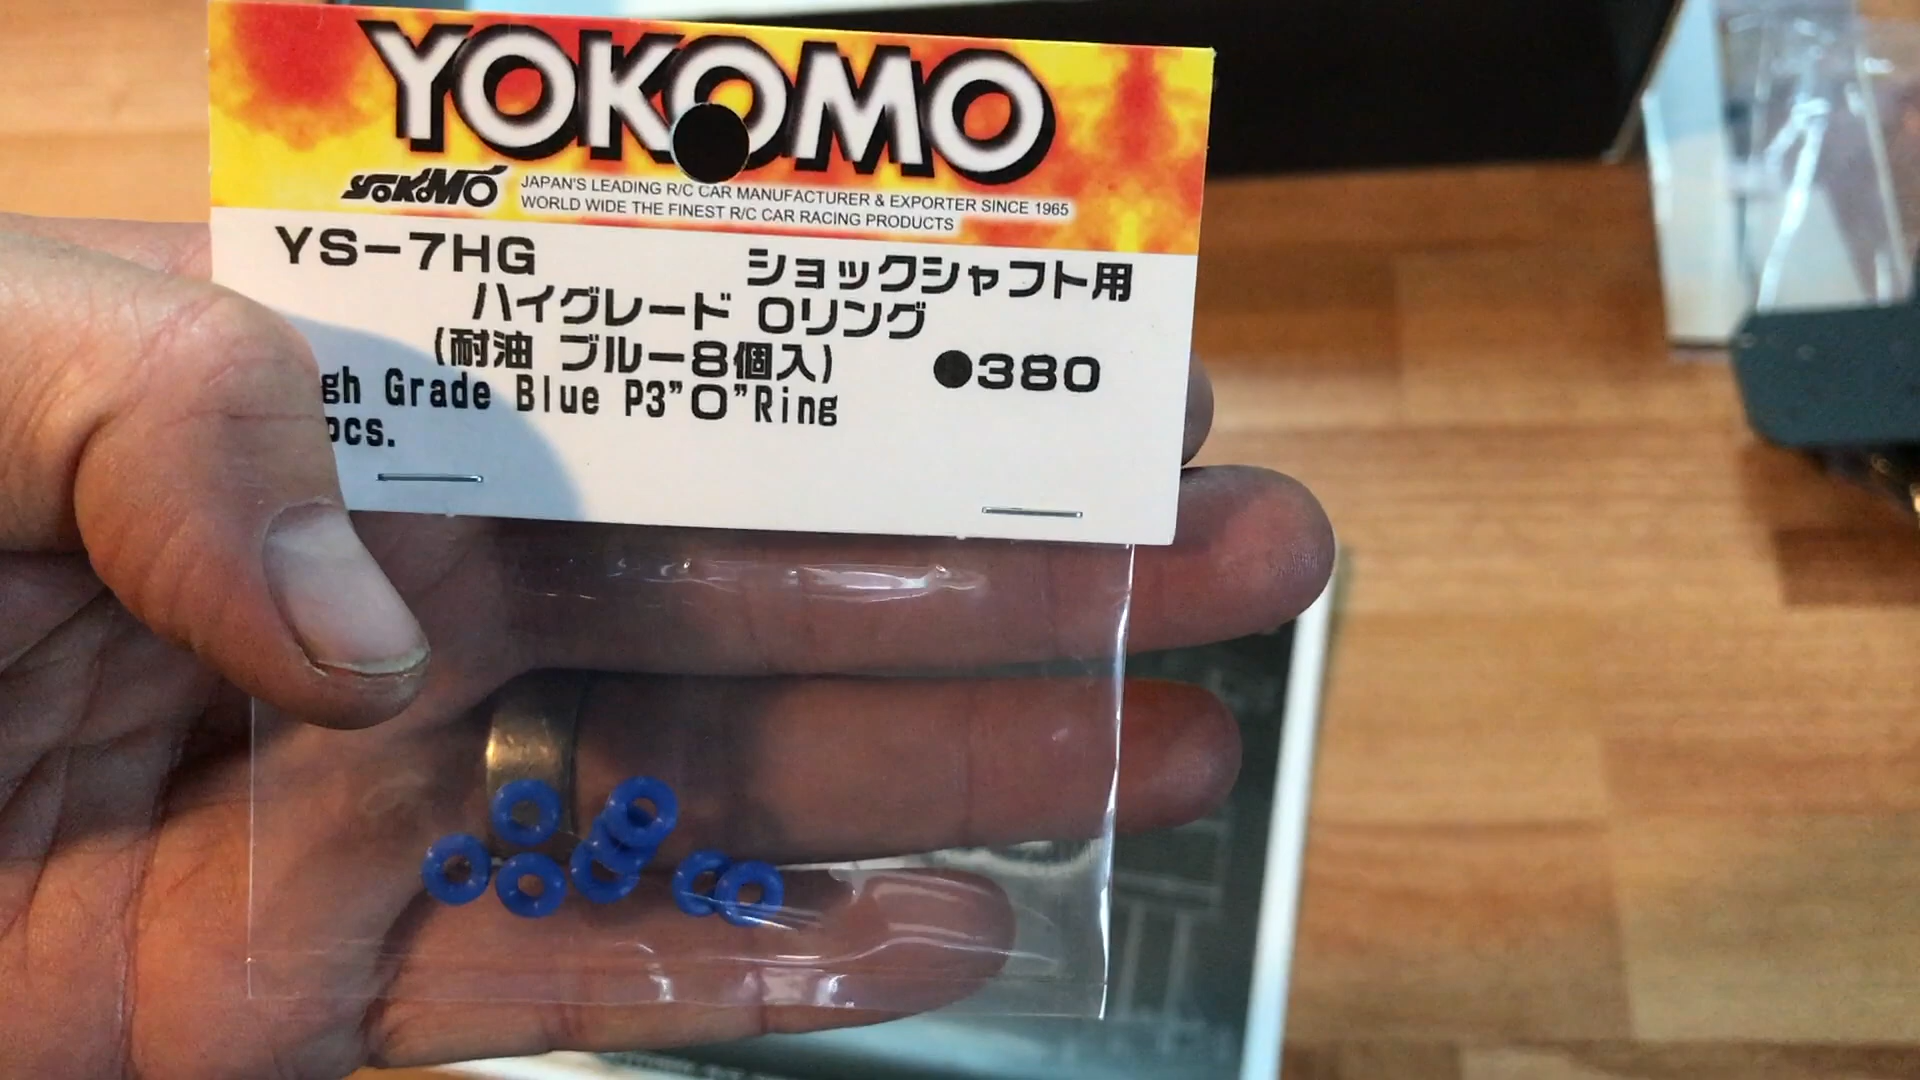 YOKOMO
YOKOMO
JAPAN'S LEADING R/C CAR MANUFACTURER & EXPORTER SINCE 1965
WORLD WIDE THE FINEST R/C CAR RACING PRODUCTS
YS-7HG ショックシャフト用
ハイグレード Oリング
(耐油 ブルー8個入) ●380
gh Grade Blue P3"O"Ring
pcs.